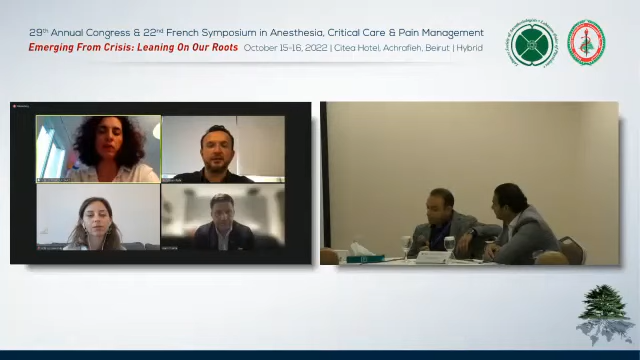 29th Annual Congress & 22nd French Symposium in Anesthesia, Critical Care & Pain Management
Emerging From Crisis: Leaning On Our Roots October 15-16, 2022 | Citea Hotel, Achrafieh, Beirut | Hybrid